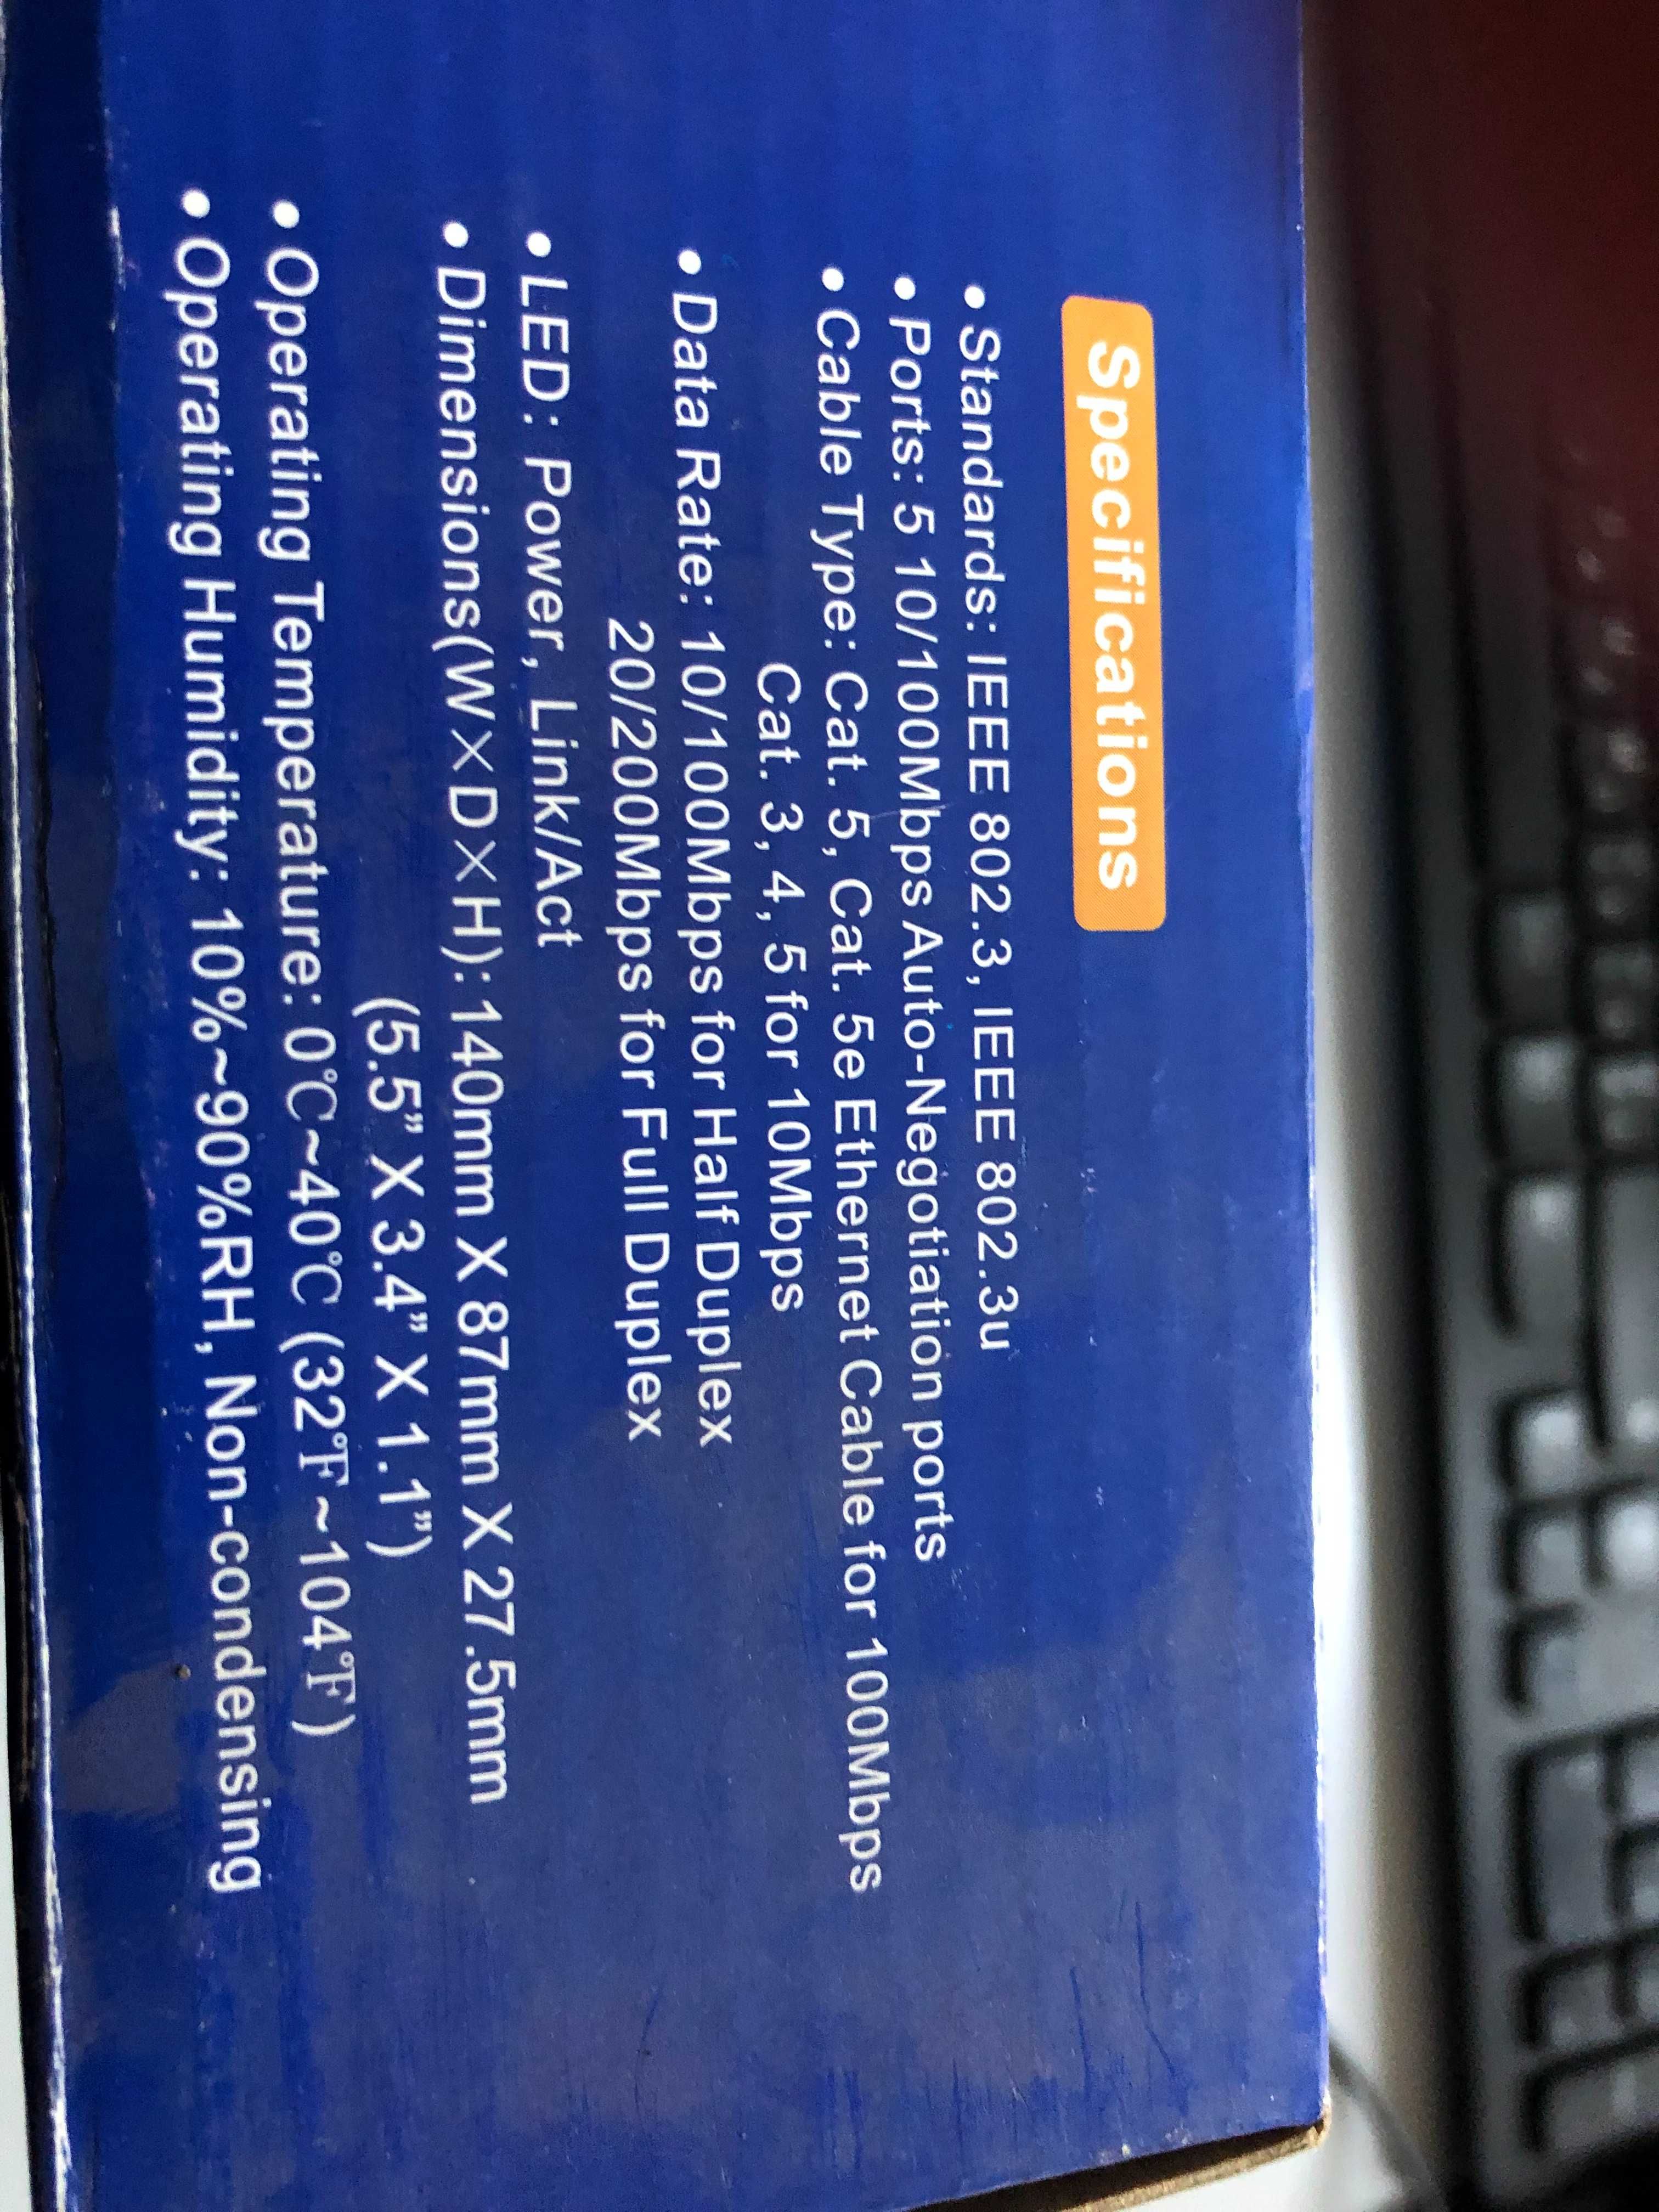 Specifications
• Standards: IEEE 802.3, IEEE 802.3u
• Ports: 5 10/100Mbps Auto-Negotiation ports
• Cable Type: Cat. 5, Cat. 5e Ethernet Cable for 100Mbps
Cat. 3, 4, 5 for 10Mbps
• Data Rate: 10/100Mbps for Half Duplex
20/200Mbps for Full Duplex
• LED: Power, Link/Act
• Dimensions(W×D×H): 140mm X 87mm X 27.5mm
(5.5” X 3.4” X 1.1”)
• Operating Temperature: 0℃~40℃ (32℉~104℉)
• Operating Humidity: 10%~90%RH, Non-condensing